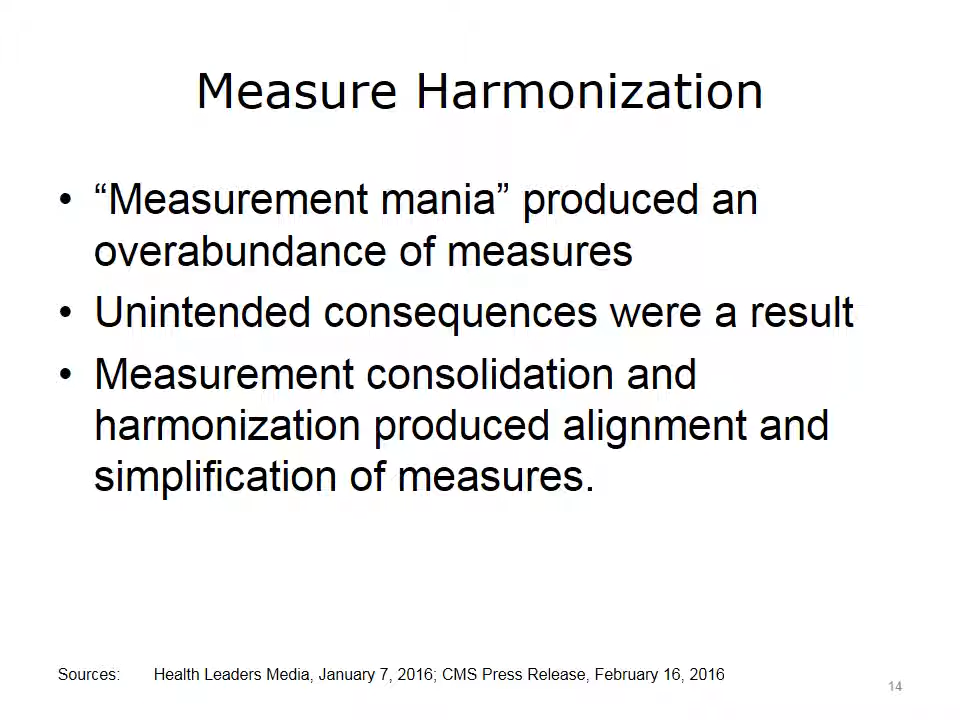 Measure Harmonization
• “Measurement mania” produced an
overabundance of measures
• Unintended consequences were a result
• Measurement consolidation and
harmonization produced alignment and
simplification of measures.
Sources: Health Leaders Media, January 7, 2016; CMS Press Release, February 16, 2016
14